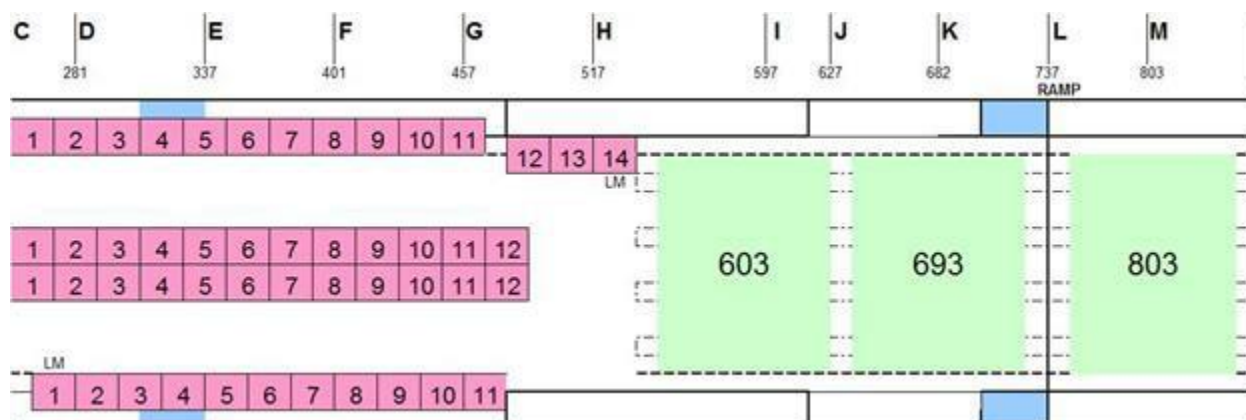 C D E F G H I J K L M
281 337 401 457 517 597 627 682 737 803
RAMP
1 2 3 4 5 6 7 8 9 10 11
12 13 14
LM
1 2 3 4 5 6 7 8 9 10 11 12
603 693 803
1 2 3 4 5 6 7 8 9 10 11 12
LM
1 2 3 4 5 6 7 8 9 10 11